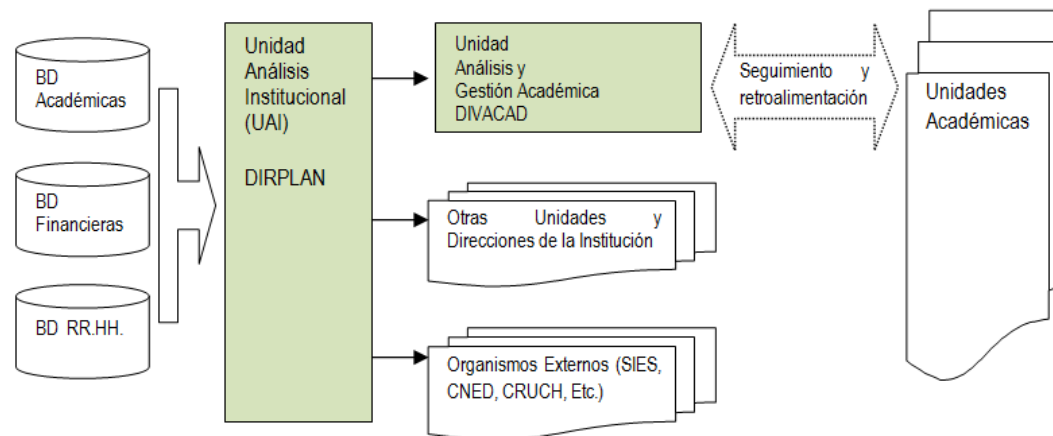 BD
Académicas
BD
Financieras
BD RR.HH.
Unidad
Análisis
Institucional
(UAI)
DIRPLAN
Unidad
Análisis y
Gestión Académica
DIVACAD
Otras Unidades y
Direcciones de la Institución
Organismos Externos (SIES,
CNED, CRUCH, Etc.)
Seguimiento y
retroalimentación
Unidades
Académicas